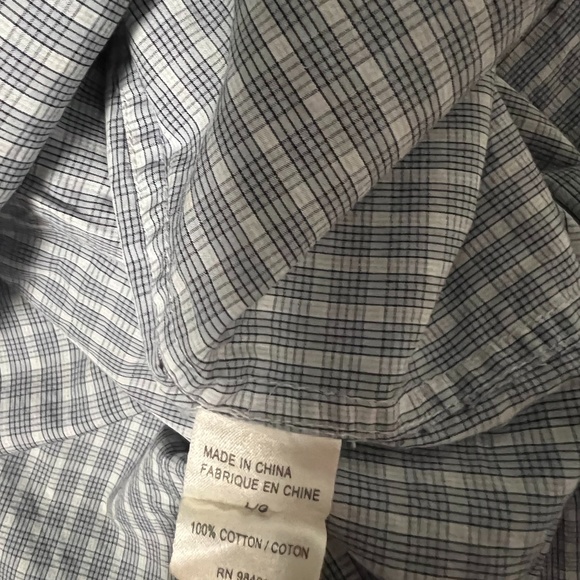 MADE IN CHINA
FABRIQUE EN CHINE
L/G
100% COTTON / COTON
RN